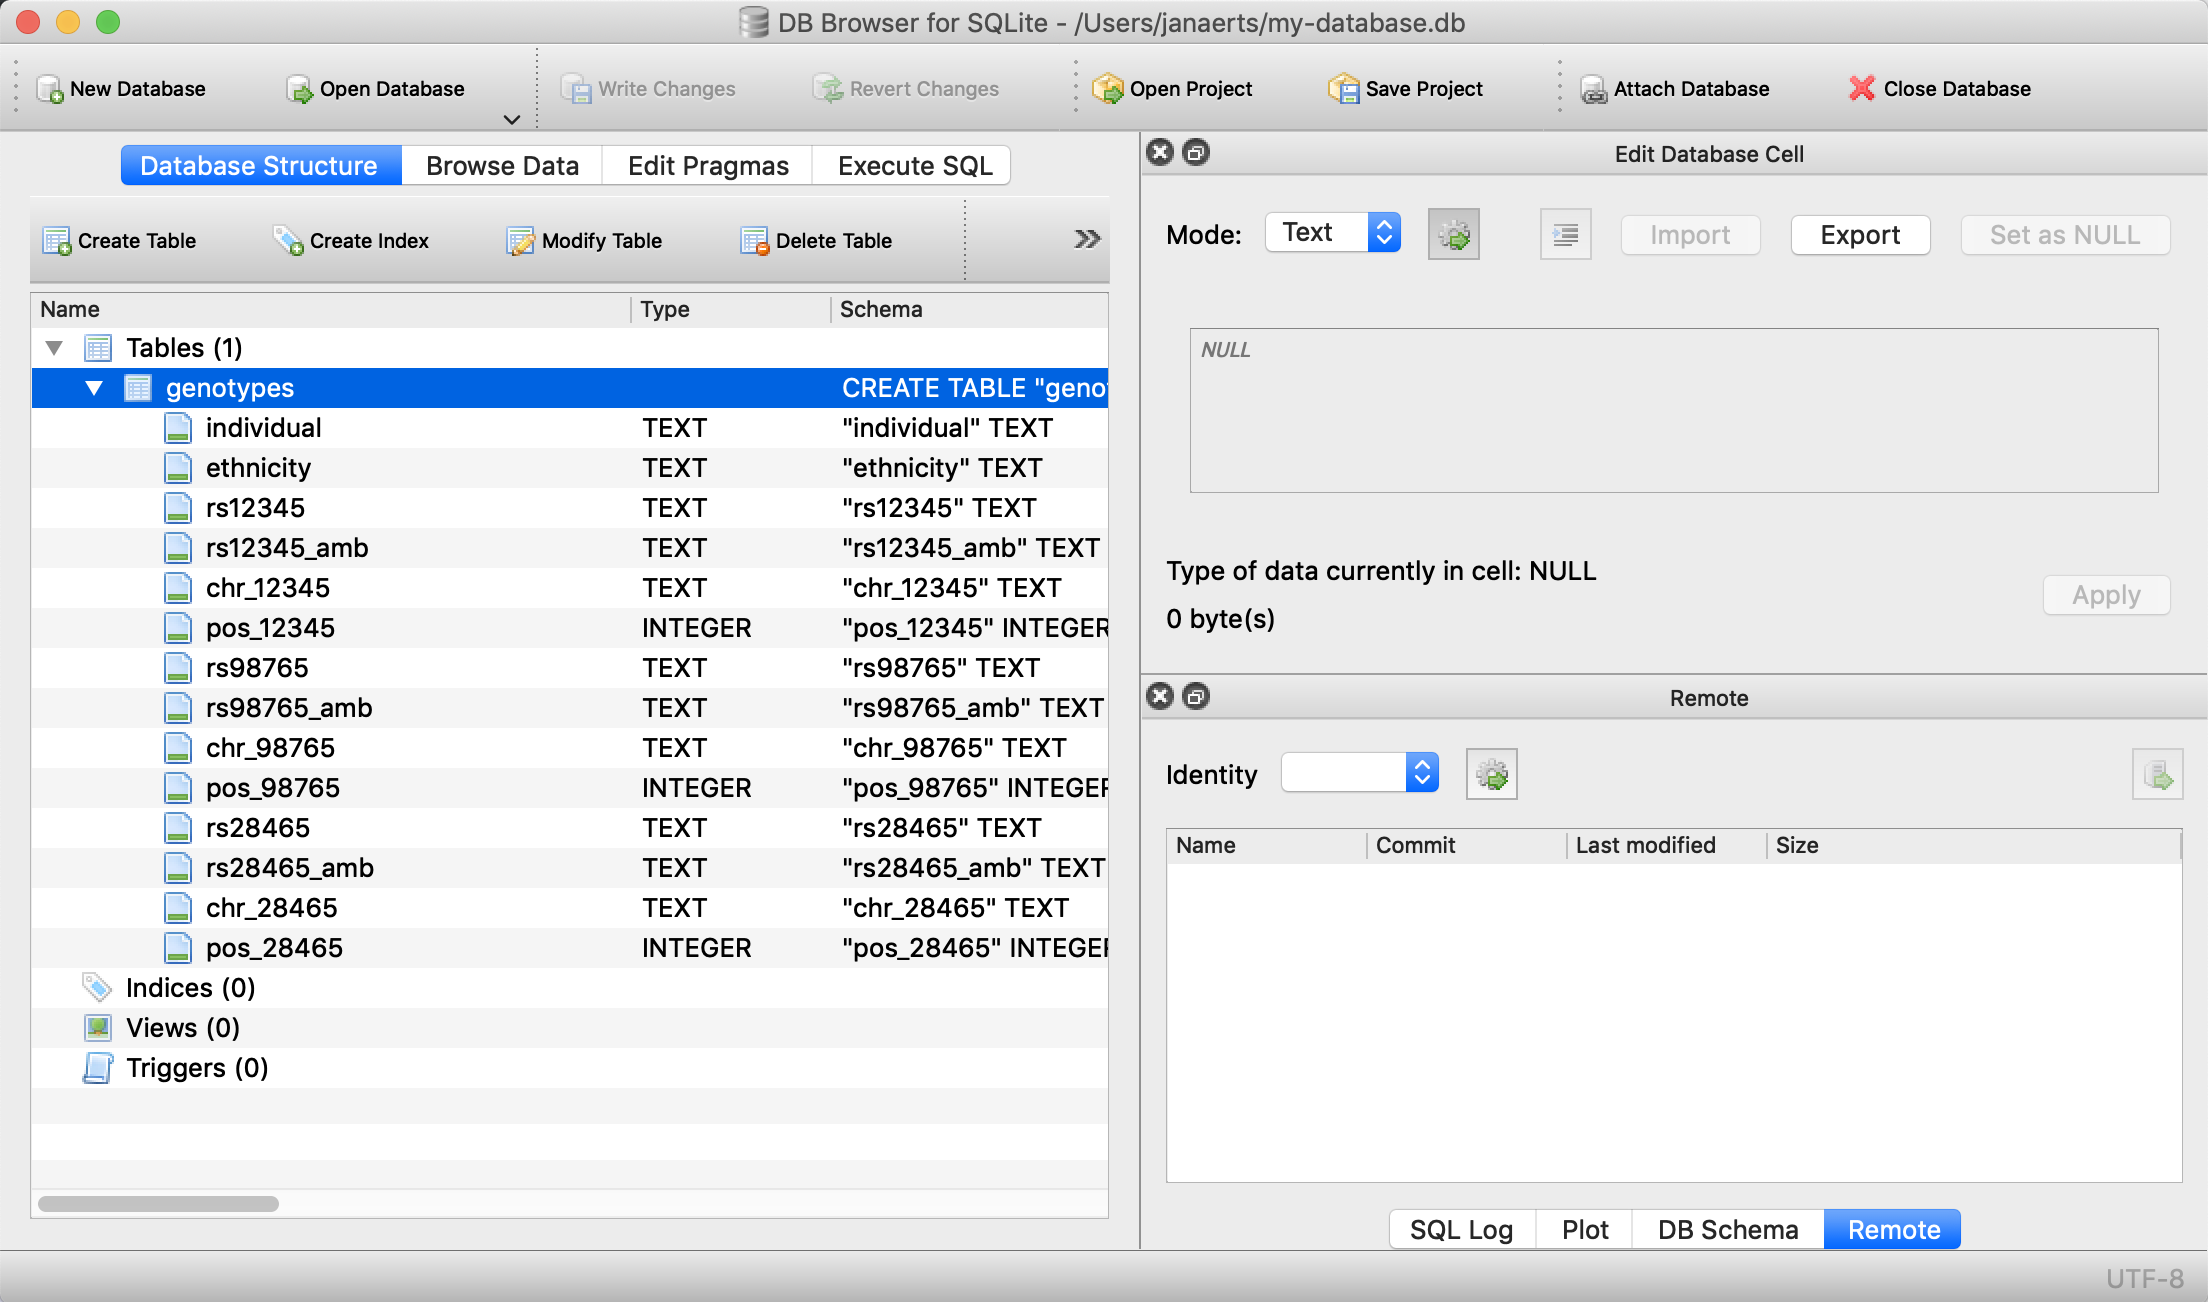 DB Browser for SQLite - /Users/janaerts/my-database.db
New Database Open Database Write Changes Revert Changes Open Project Save Project Attach Database Close Database
Database Structure Browse Data Edit Pragmas Execute SQL
Create Table Create Index Modify Table Delete Table
Name Type Schema
Tables (1)
genotypes CREATE TABLE "geno
individual TEXT "individual" TEXT
ethnicity TEXT "ethnicity" TEXT
rs12345 TEXT "rs12345" TEXT
rs12345_amb TEXT "rs12345_amb" TEXT
chr_12345 TEXT "chr_12345" TEXT
pos_12345 INTEGER "pos_12345" INTEGER
rs98765 TEXT "rs98765" TEXT
rs98765_amb TEXT "rs98765_amb" TEXT
chr_98765 TEXT "chr_98765" TEXT
pos_98765 INTEGER "pos_98765" INTEGER
rs28465 TEXT "rs28465" TEXT
rs28465_amb TEXT "rs28465_amb" TEXT
chr_28465 TEXT "chr_28465" TEXT
pos_28465 INTEGER "pos_28465" INTEGER
Indices (0)
Views (0)
Triggers (0)
Edit Database Cell
Mode: Text Import Export Set as NULL
NULL
Type of data currently in cell: NULL
0 byte(s)
Apply
Remote
Identity
Name Commit Last modified Size
SQL Log Plot DB Schema Remote
UTF-8